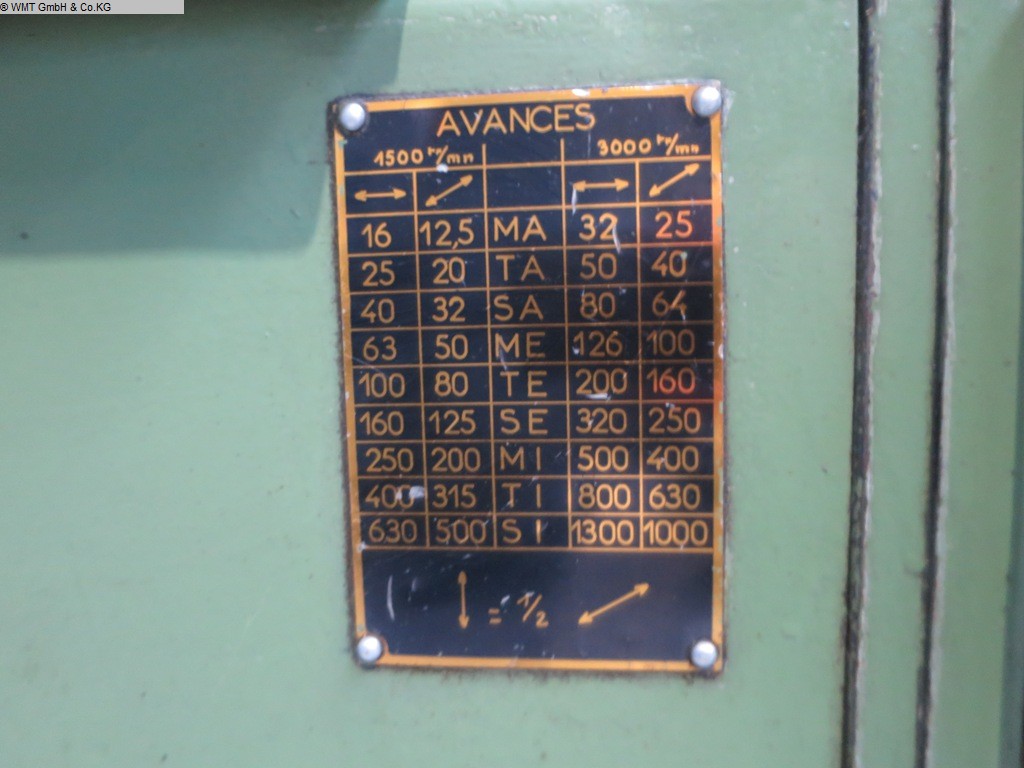 © WMT GmbH & Co.KG
AVANCES
1500 tr/mn 3000 tr/mn
16 12,5 MA 32 25
25 20 TA 50 40
40 32 SA 80 64
63 50 ME 126 100
100 80 TE 200 160
160 125 SE 320 250
250 200 MI 500 400
400 315 TI 800 630
630 500 SI 1300 1000
= 1/2